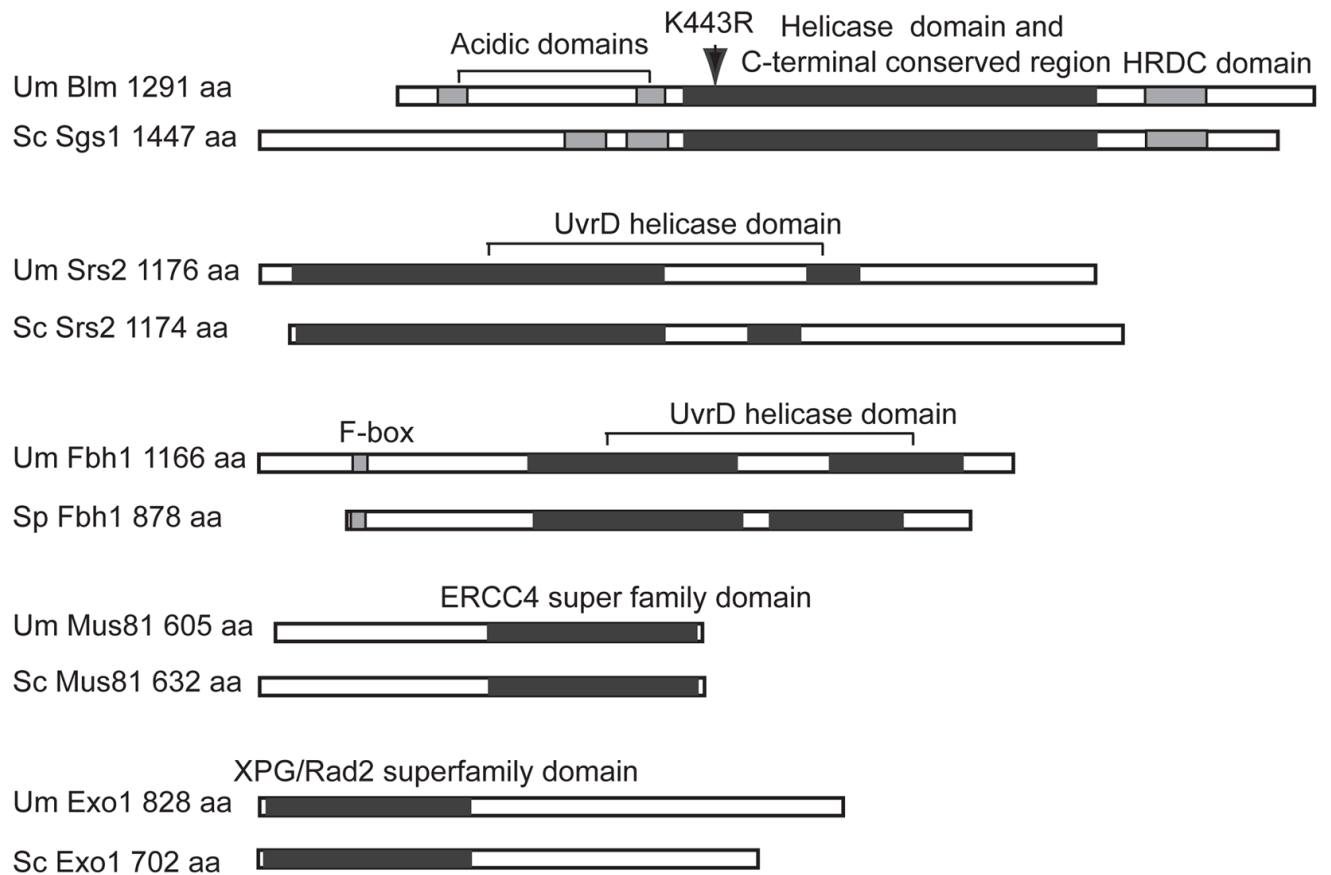 K443R
Helicase domain and
Acidic domains
C-terminal conserved region
HRDC domain
Um Blm 1291 aa
Sc Sgs1 1447 aa
UvrD helicase domain
Um Srs2 1176 aa
Sc Srs2 1174 aa
UvrD helicase domain
F-box
Um Fbh1 1166 aa
Sp Fbh1 878 aa
ERCC4 super family domain
Um Mus81 605 aa
Sc Mus81 632 aa
XPG/Rad2 superfamily domain
Um Exo1 828 aa
Sc Exo1 702 aa